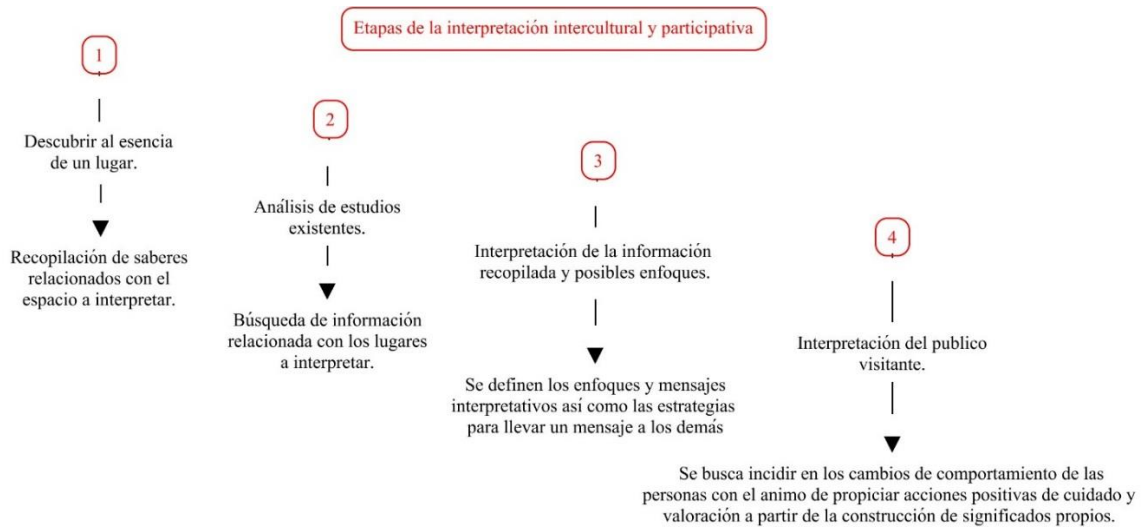 Etapas de la interpretación intercultural y participativa
1
Descubrir al esencia
de un lugar.
Recopilación de saberes
relacionados con el
espacio a interpretar.
2
Análisis de estudios
existentes.
Búsqueda de información
relacionada con los lugares
a interpretar.
3
Interpretación de la información
recopilada y posibles enfoques.
Se definen los enfoques y mensajes
interpretativos así como las estrategias
para llevar un mensaje a los demás
4
Interpretación del publico
visitante.
Se busca incidir en los cambios de comportamiento de las
personas con el animo de propiciar acciones positivas de cuidado y
valoración a partir de la construcción de significados propios.